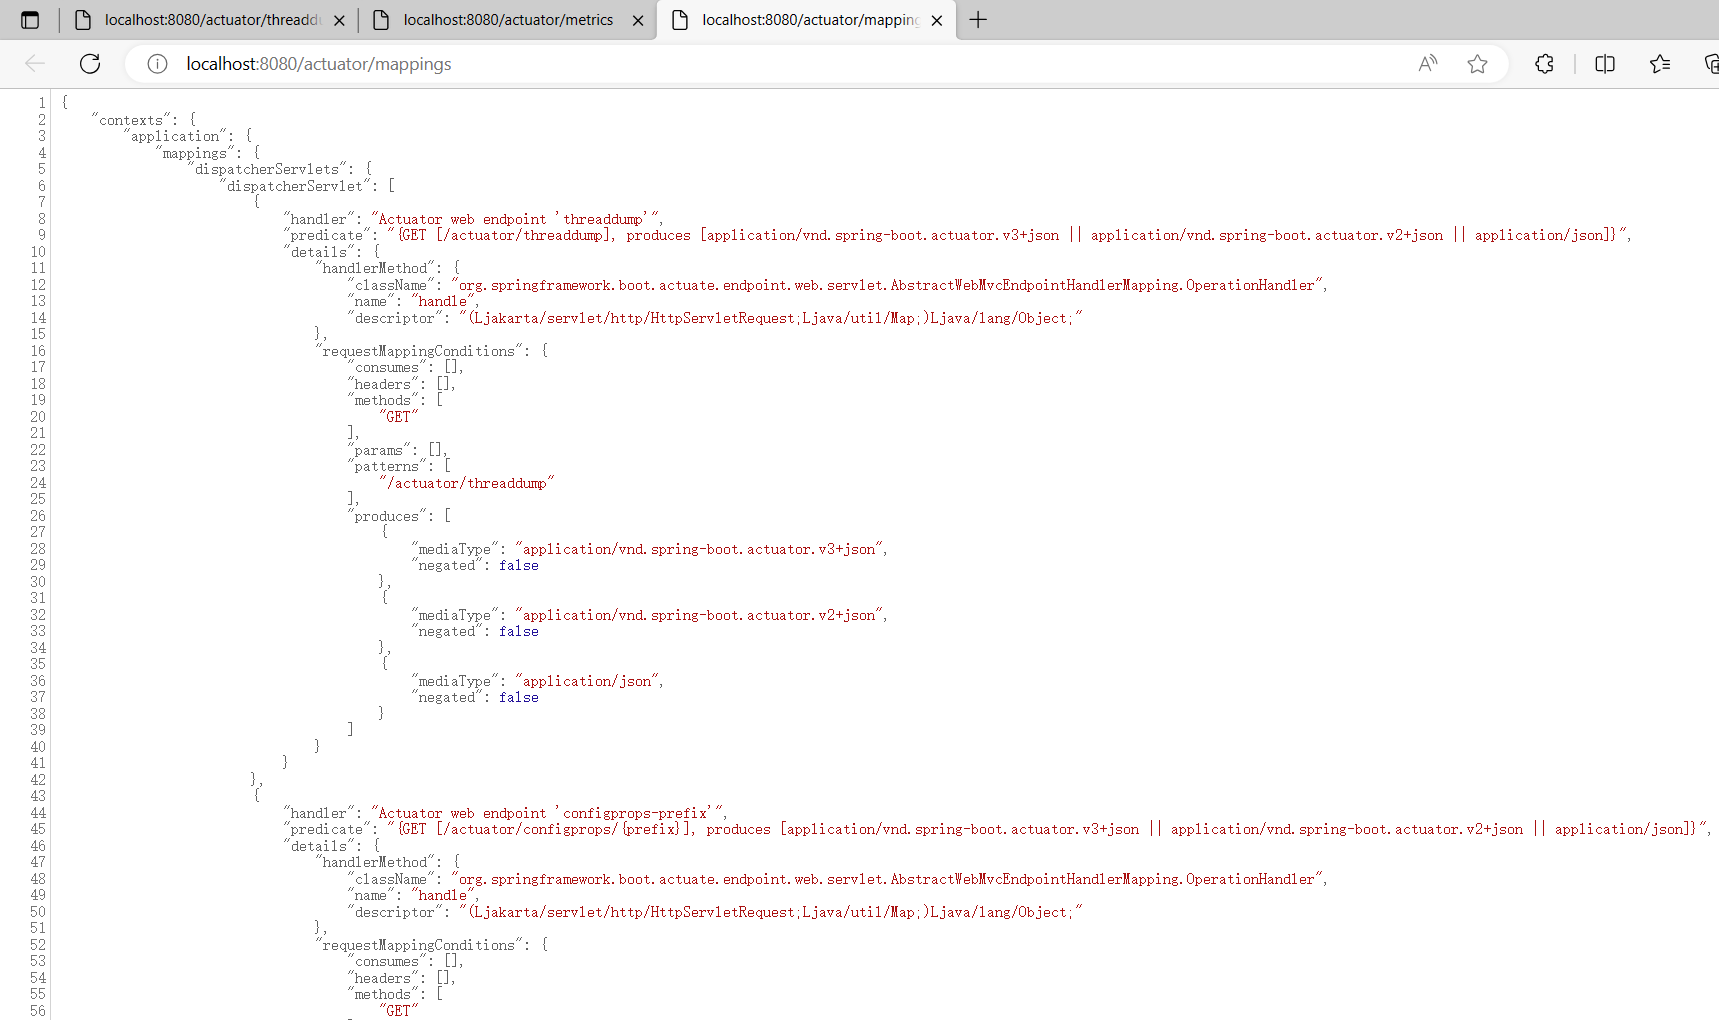 localhost:8080/actuator/threaddu
localhost:8080/actuator/metrics
localhost:8080/actuator/mapping
localhost:8080/actuator/mappings
1 {
2 "contexts": {
3 "application": {
4 "mappings": {
5 "dispatcherServlets": {
6 "dispatcherServlet": [
7 {
8 "handler": "Actuator web endpoint 'threaddump'",
9 "predicate": "{GET [/actuator/threaddump], produces [application/vnd.spring-boot.actuator.v3+json || application/vnd.spring-boot.actuator.v2+json || application/json]}",
10 "details": {
11 "handlerMethod": {
12 "className": "org.springframework.boot.actuate.endpoint.web.servlet.AbstractWebMvcEndpointHandlerMapping.OperationHandler",
13 "name": "handle",
14 "descriptor": "(Ljakarta/servlet/http/HttpServletRequest;Ljava/util/Map;)Ljava/lang/Object;"
15 },
16 "requestMappingConditions": {
17 "consumes": [],
18 "headers": [],
19 "methods": [
20 "GET"
21 ],
22 "params": [],
23 "patterns": [
24 "/actuator/threaddump"
25 ],
26 "produces": [
27 {
28 "mediaType": "application/vnd.spring-boot.actuator.v3+json",
29 "negated": false
30 },
31 {
32 "mediaType": "application/vnd.spring-boot.actuator.v2+json",
33 "negated": false
34 },
35 {
36 "mediaType": "application/json",
37 "negated": false
38 }
39 ]
40 }
41 }
42 },
43 {
44 "handler": "Actuator web endpoint 'configprops-prefix'",
45 "predicate": "{GET [/actuator/configprops/{prefix}], produces [application/vnd.spring-boot.actuator.v3+json || application/vnd.spring-boot.actuator.v2+json || application/json]}",
46 "details": {
47 "handlerMethod": {
48 "className": "org.springframework.boot.actuate.endpoint.web.servlet.AbstractWebMvcEndpointHandlerMapping.OperationHandler",
49 "name": "handle",
50 "descriptor": "(Ljakarta/servlet/http/HttpServletRequest;Ljava/util/Map;)Ljava/lang/Object;"
51 },
52 "requestMappingConditions": {
53 "consumes": [],
54 "headers": [],
55 "methods": [
56 "GET"